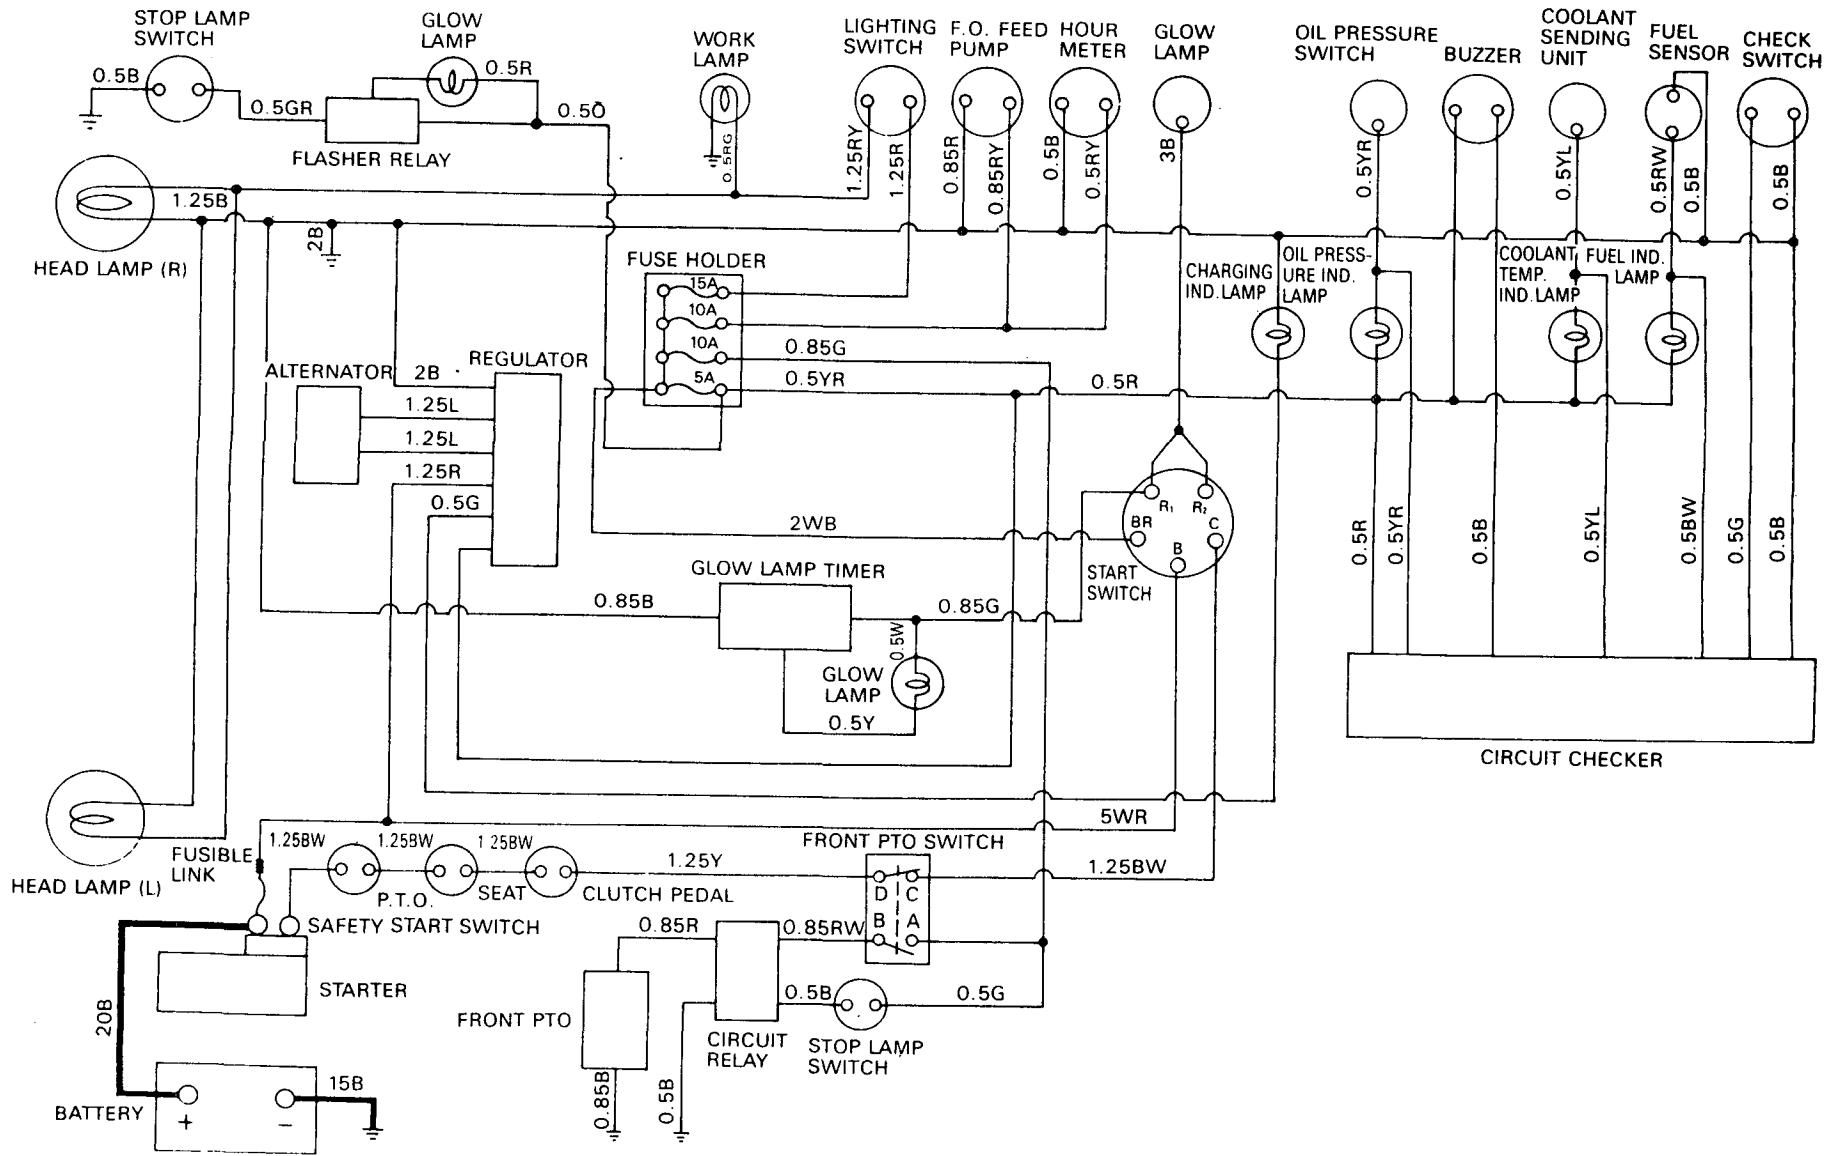 STOP LAMP
SWITCH
GLOW
LAMP
WORK
LAMP
LIGHTING
SWITCH
F.O. FEED
PUMP
HOUR
METER
GLOW
LAMP
OIL PRESSURE
SWITCH
BUZZER
COOLANT
SENDING
UNIT
FUEL
SENSOR
CHECK
SWITCH
0.5B
0.5GR
0.5R
0.5O
FLASHER RELAY
0.5RG
1.25RY
1.25R
0.85R
0.85RY
0.5B
0.5RY
3B
0.5YR
0.5YL
0.5RW
0.5B
0.5B
1.25B
2B
HEAD LAMP (R)
FUSE HOLDER
15A
10A
10A
5A
CHARGING
IND.LAMP
OIL PRESS-
URE IND.
LAMP
COOLANT
TEMP.
IND.LAMP
FUEL IND.
LAMP
ALTERNATOR
REGULATOR
2B
1.25L
1.25L
1.25R
0.5G
0.85G
0.5YR
0.5R
2WB
R1
R2
BR
C
B
START
SWITCH
0.5R
0.5YR
0.5B
0.5YL
0.5BW
0.5G
0.5B
GLOW LAMP TIMER
0.85B
0.85G
0.5W
GLOW
LAMP
0.5Y
CIRCUIT CHECKER
5WR
HEAD LAMP (L)
FUSIBLE
LINK
1.25BW
1.25BW
1.25BW
1.25Y
FRONT PTO SWITCH
1.25BW
P.T.O.
SEAT
CLUTCH PEDAL
D
C
B
A
SAFETY START SWITCH
0.85R
0.85RW
STARTER
20B
0.5B
0.5G
FRONT PTO
CIRCUIT
RELAY
STOP LAMP
SWITCH
0.85B
0.5B
BATTERY
+
−
15B